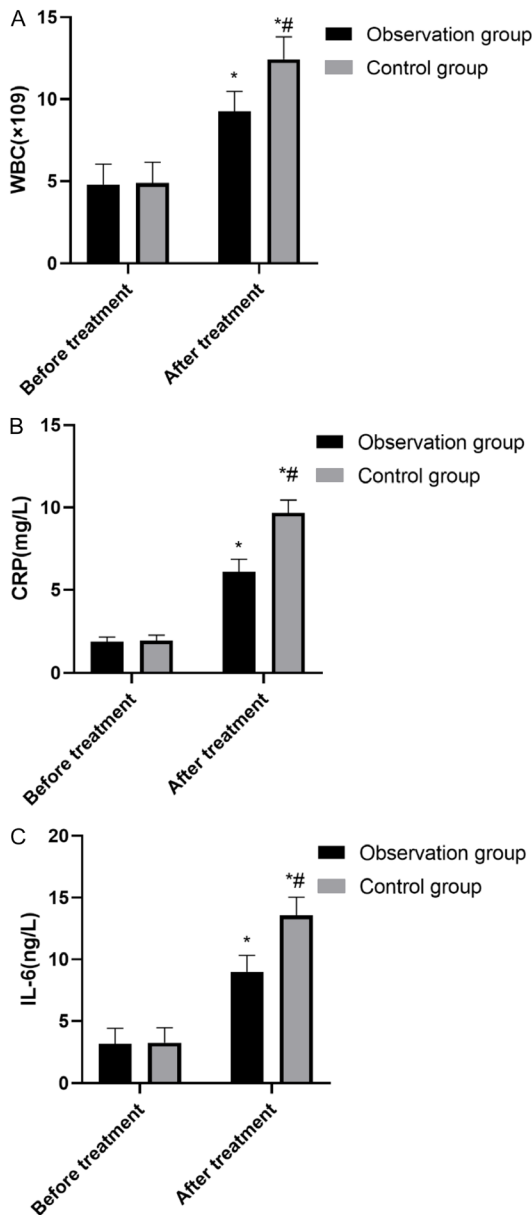 A
15
10
5
0
WBC(×109)
*
*#
Observation group
Control group
Before treatment
After treatment
B
15
10
5
0
CRP(mg/L)
*
*#
Observation group
Control group
Before treatment
After treatment
C
20
15
10
5
0
IL-6(ng/L)
*
*#
Observation group
Control group
Before treatment
After treatment